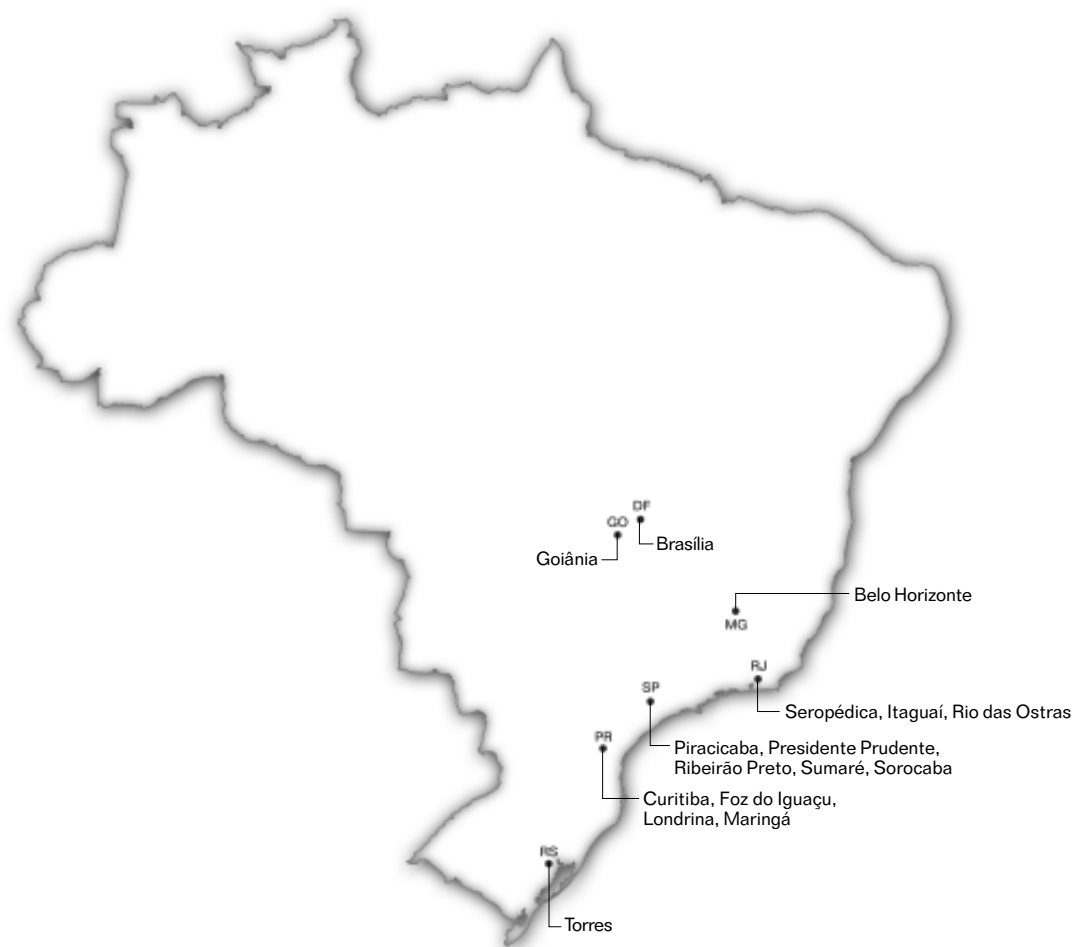 DF
GO
Brasília
Goiânia
Belo Horizonte
MG
RJ
SP
Seropédica, Itaguaí, Rio das Ostras
PR
Piracicaba, Presidente Prudente,
Ribeirão Preto, Sumaré, Sorocaba
Curitiba, Foz do Iguaçu,
Londrina, Maringá
RS
Torres